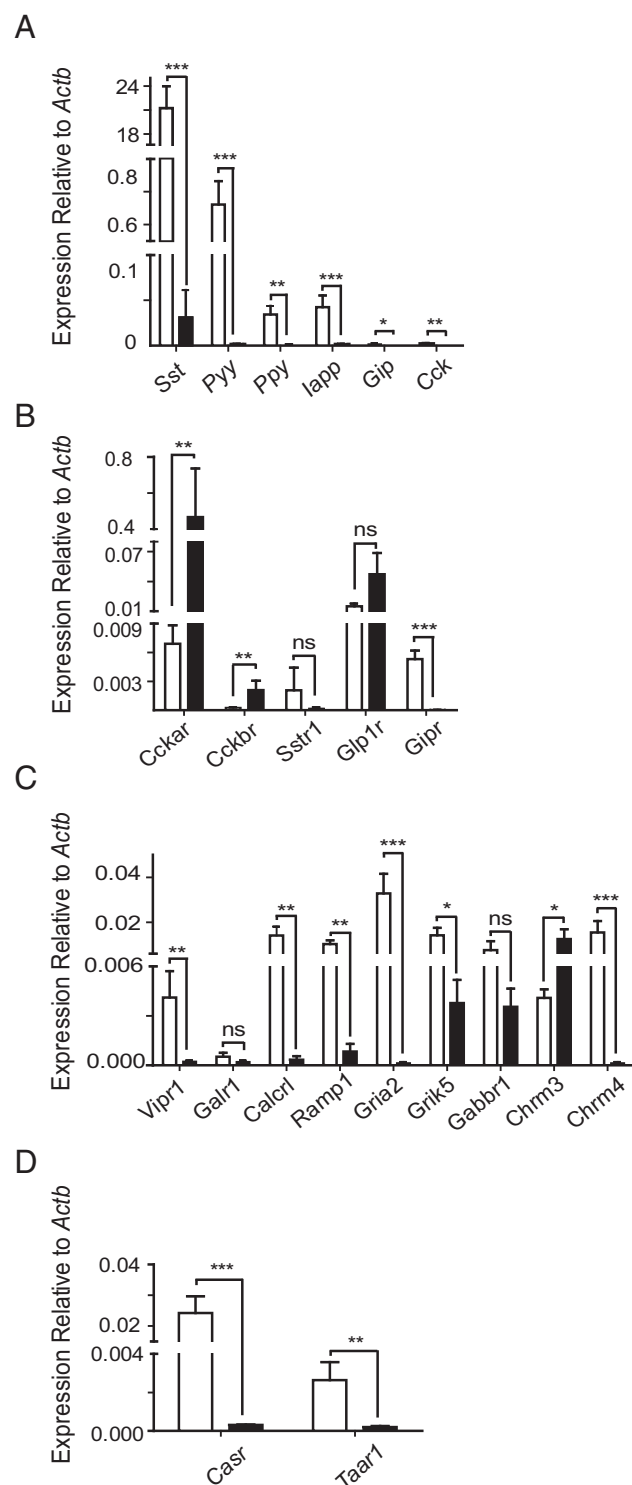 A
Expression Relative to Actb
24
18
0.8
0.6
0.1
0
***
***
**
***
*
**
Sst Pyy Ppy Iapp Gip Cck
B
Expression Relative to Actb
0.8
0.4
0.07
0.01
0.009
0.003
**
**
ns
ns
***
Cckar Cckbr Sstr1 Glp1r Gipr
C
Expression Relative to Actb
0.04
0.02
0.006
0.000
**
ns
**
**
***
*
ns
*
***
Vipr1 Galr1 Calcrl Ramp1 Gria2 Grik5 Gabbr1 Chrm3 Chrm4
D
Expression Relative to Actb
0.04
0.02
0.004
0.000
***
**
Casr Taar1